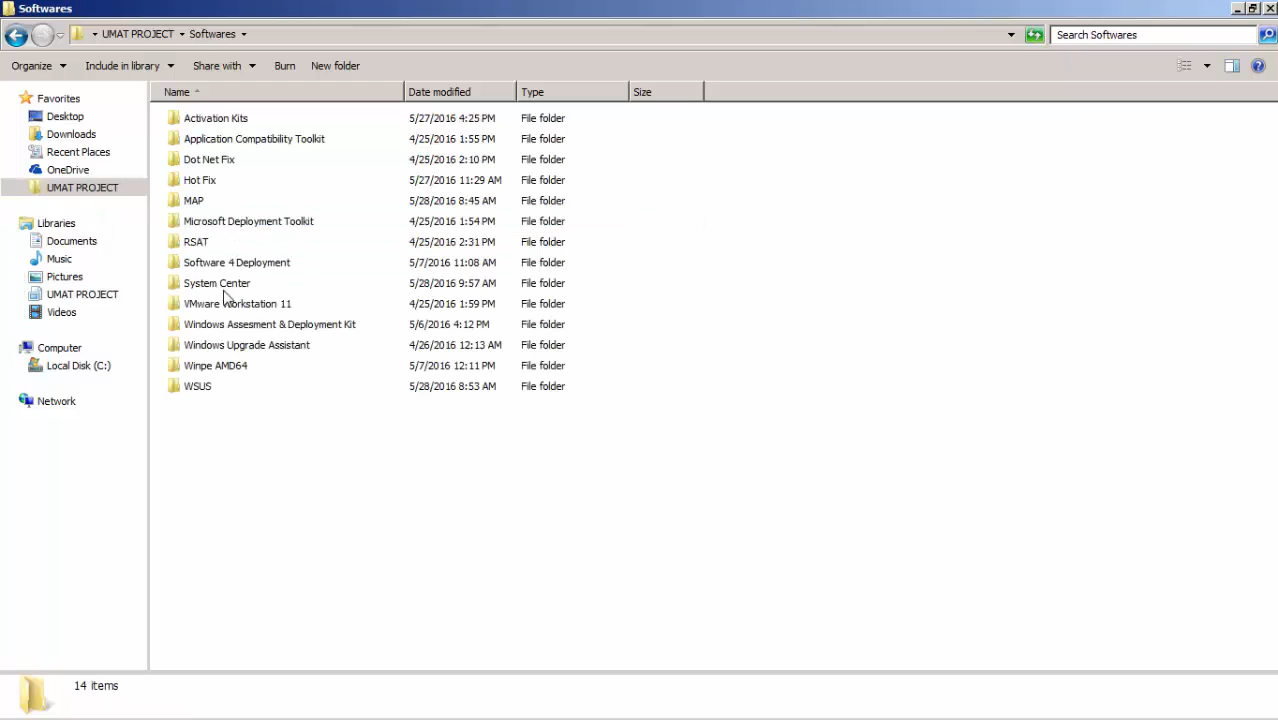 Softwares
UMAT PROJECT Softwares
Search Softwares
Organize Include in library Share with Burn New folder
Name Date modified Type Size
Favorites
Desktop
Downloads
Recent Places
OneDrive
UMAT PROJECT
Libraries
Documents
Music
Pictures
UMAT PROJECT
Videos
Computer
Local Disk (C:)
Network
Activation Kits 5/27/2016 4:25 PM File folder
Application Compatibility Toolkit 4/25/2016 1:55 PM File folder
Dot Net Fix 4/25/2016 2:10 PM File folder
Hot Fix 5/27/2016 11:29 AM File folder
MAP 5/28/2016 8:45 AM File folder
Microsoft Deployment Toolkit 4/25/2016 1:54 PM File folder
RSAT 4/25/2016 2:31 PM File folder
Software 4 Deployment 5/7/2016 11:08 AM File folder
System Center 5/28/2016 9:57 AM File folder
VMware Workstation 11 4/25/2016 1:59 PM File folder
Windows Assesment & Deployment Kit 5/6/2016 4:12 PM File folder
Windows Upgrade Assistant 4/26/2016 12:13 AM File folder
Winpe AMD64 5/7/2016 12:11 PM File folder
WSUS 5/28/2016 8:53 AM File folder
14 items